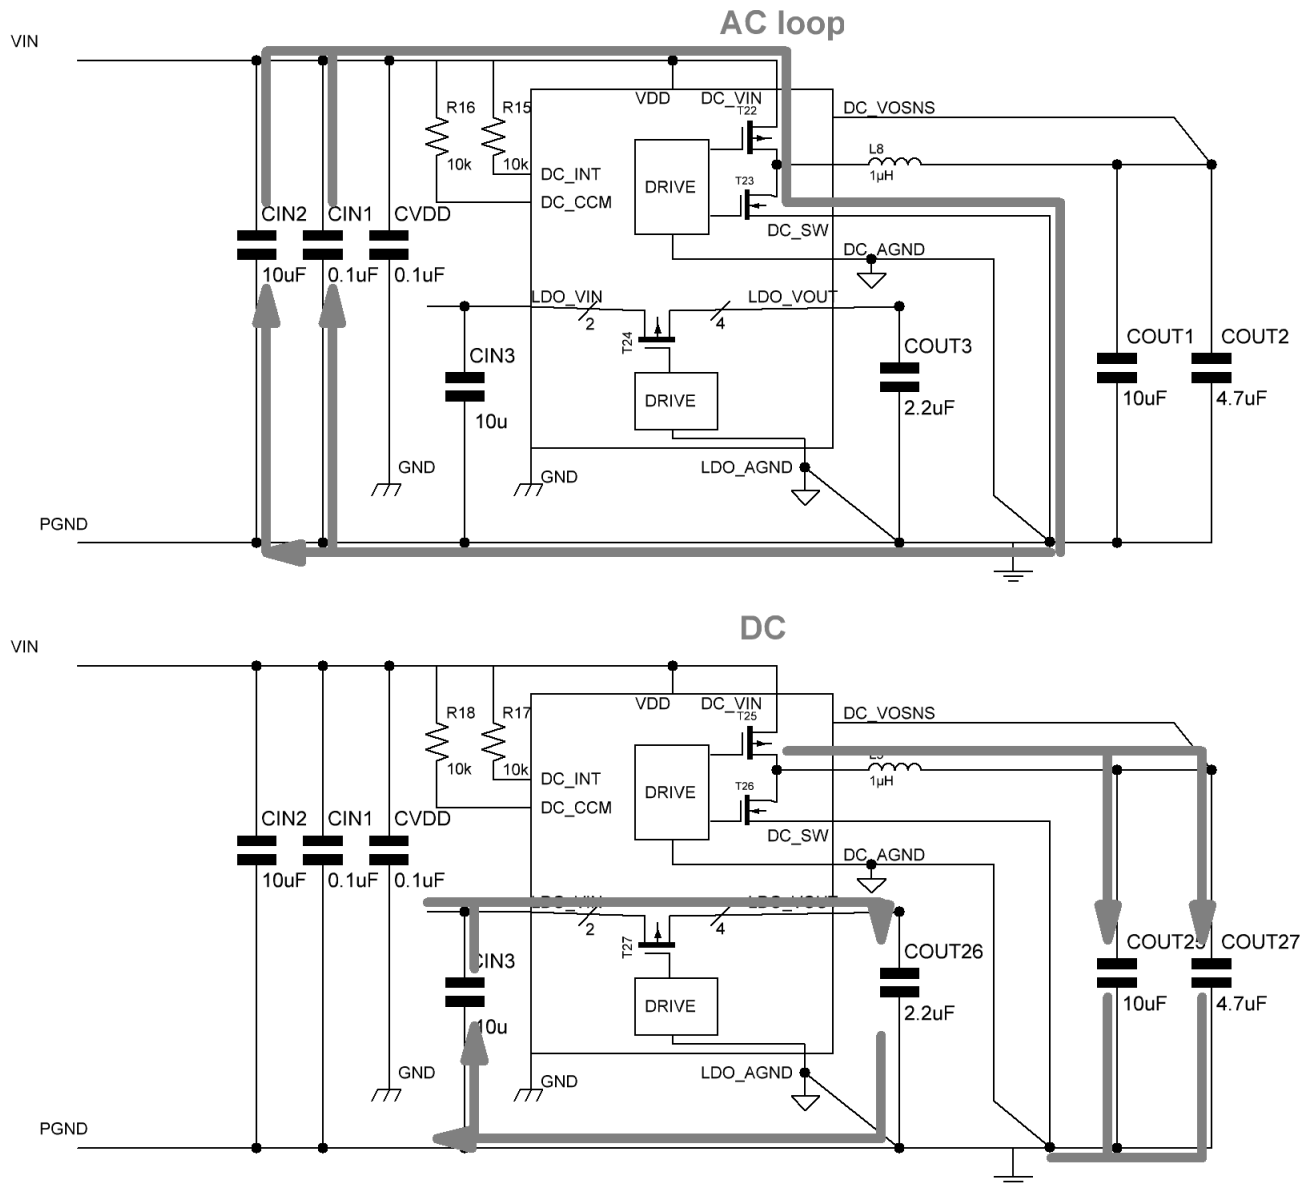 AC loop
VIN
R16
R15
VDD
DC_VIN
T22
DC_VOSNS
L8
1µH
10k
10k
DC_INT
DRIVE
T23
DC_CCM
CIN2
CIN1
CVDD
DC_SW
10uF
0.1uF
0.1uF
DC_AGND
LDO_VIN
LDO_VOUT
2
4
T24
CIN3
COUT3
COUT1
COUT2
10u
DRIVE
2.2uF
10uF
4.7uF
GND
GND
LDO_AGND
PGND
DC
VIN
R18
R17
VDD
DC_VIN
T25
DC_VOSNS
1µH
10k
10k
DC_INT
DRIVE
T26
DC_CCM
CIN2
CIN1
CVDD
DC_SW
10uF
0.1uF
0.1uF
DC_AGND
LDO_VIN
LDO_VOUT
2
4
T27
CIN3
COUT26
COUT25
COUT27
10u
DRIVE
2.2uF
10uF
4.7uF
GND
GND
LDO_AGND
PGND